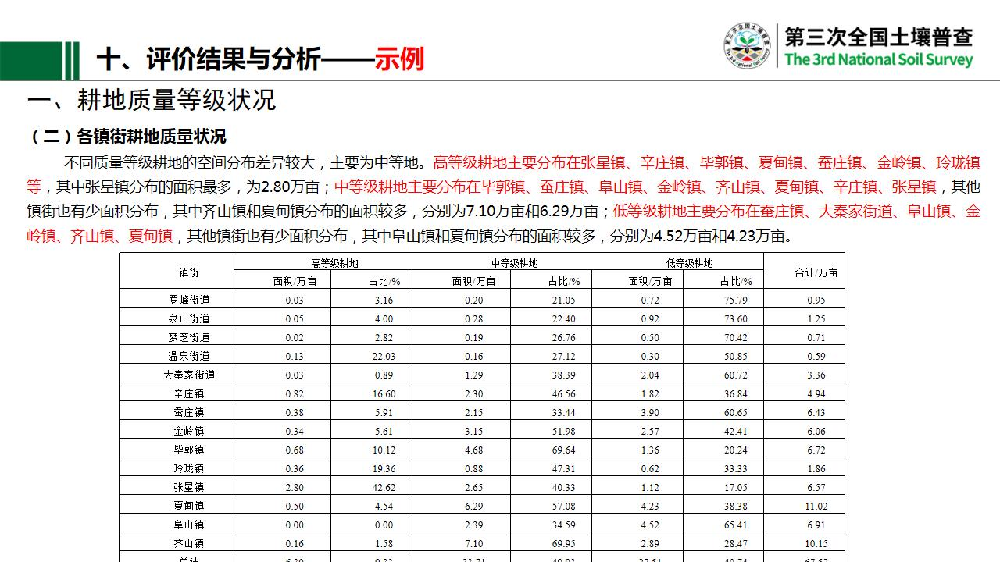 第三次全国土壤普查
The 3rd National Soil Survey
十、评价结果与分析——示例
一、耕地质量等级状况
（二）各镇街耕地质量状况
不同质量等级耕地的空间分布差异较大，主要为中等地。高等级耕地主要分布在张星镇、辛庄镇、毕郭镇、夏甸镇、蚕庄镇、金岭镇、玲珑镇
等，其中张星镇分布的面积最多，为2.80万亩；中等级耕地主要分布在毕郭镇、蚕庄镇、阜山镇、金岭镇、齐山镇、夏甸镇、辛庄镇、张星镇，其他
镇街也有少面积分布，其中齐山镇和夏甸镇分布的面积较多，分别为7.10万亩和6.29万亩；低等级耕地主要分布在蚕庄镇、大秦家街道、阜山镇、金
岭镇、齐山镇、夏甸镇，其他镇街也有少面积分布，其中阜山镇和夏甸镇分布的面积较多，分别为4.52万亩和4.23万亩。
镇街 高等级耕地 中等级耕地 低等级耕地 合计/万亩
面积/万亩 占比/% 面积/万亩 占比/% 面积/万亩 占比/%
罗峰街道 0.03 3.16 0.20 21.05 0.72 75.79 0.95
泉山街道 0.05 4.00 0.28 22.40 0.92 73.60 1.25
梦芝街道 0.02 2.82 0.19 26.76 0.50 70.42 0.71
温泉街道 0.13 22.03 0.16 27.12 0.30 50.85 0.59
大秦家街道 0.03 0.89 1.29 38.39 2.04 60.72 3.36
辛庄镇 0.82 16.60 2.30 46.56 1.82 36.84 4.94
蚕庄镇 0.38 5.91 2.15 33.44 3.90 60.65 6.43
金岭镇 0.34 5.61 3.15 51.98 2.57 42.41 6.06
毕郭镇 0.68 10.12 4.68 69.64 1.36 20.24 6.72
玲珑镇 0.36 19.36 0.88 47.31 0.62 33.33 1.86
张星镇 2.80 42.62 2.65 40.33 1.12 17.05 6.57
夏甸镇 0.50 4.54 6.29 57.08 4.23 38.38 11.02
阜山镇 0.00 0.00 2.39 34.59 4.52 65.41 6.91
齐山镇 0.16 1.58 7.10 69.95 2.89 28.47 10.15